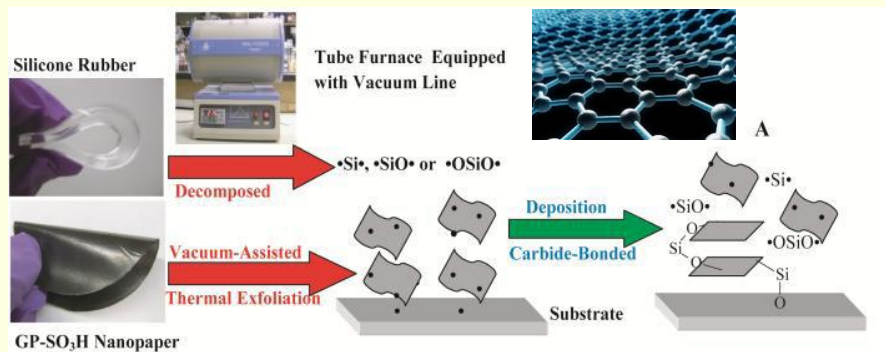 Silicone Rubber
Tube Furnace Equipped
with Vacuum Line
A
Decomposed
•Si•, •SiO• or •OSiO•
Vacuum-Assisted
Thermal Exfoliation
Deposition
Carbide-Bonded
•Si•
•SiO•
•OSiO•
O
Si
O
Si
O
Substrate
GP-SO₃H Nanopaper